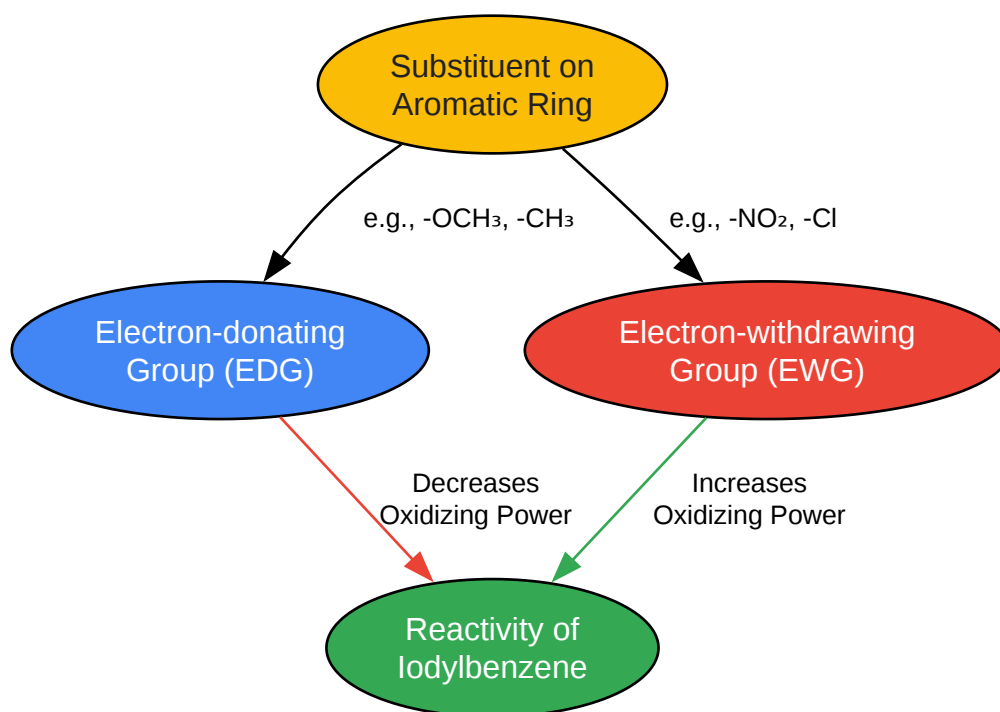 Substituent on
Aromatic Ring
e.g., -OCH₃, -CH₃
e.g., -NO₂, -Cl
Electron-donating
Group (EDG)
Electron-withdrawing
Group (EWG)
Decreases
Oxidizing Power
Increases
Oxidizing Power
Reactivity of
Iodylbenzene